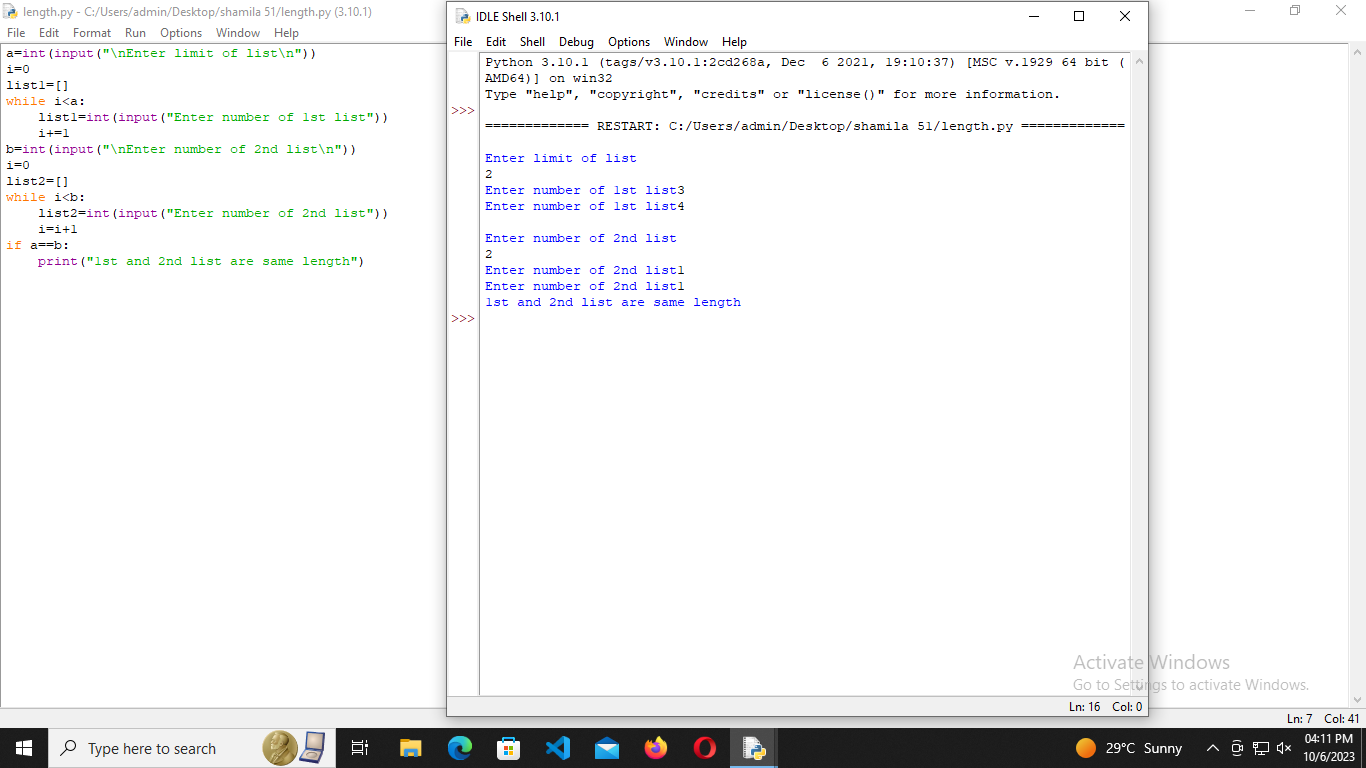 length.py - C:/Users/admin/Desktop/shamila 51/length.py (3.10.1)
File Edit Format Run Options Window Help
a=int(input("\nEnter limit of list\n"))
i=0
list1=[]
while i<a:
    list1=int(input("Enter number of 1st list"))
    i+=1
b=int(input("\nEnter number of 2nd list\n"))
i=0
list2=[]
while i<b:
    list2=int(input("Enter number of 2nd list"))
    i=i+1
if a==b:
    print("1st and 2nd list are same length")
IDLE Shell 3.10.1
File Edit Shell Debug Options Window Help
Python 3.10.1 (tags/v3.10.1:2cd268a, Dec  6 2021, 19:10:37) [MSC v.1929 64 bit (
AMD64)] on win32
Type "help", "copyright", "credits" or "license()" for more information.
>>>
============= RESTART: C:/Users/admin/Desktop/shamila 51/length.py =============
Enter limit of list
2
Enter number of 1st list3
Enter number of 1st list4
Enter number of 2nd list
2
Enter number of 2nd list1
Enter number of 2nd list1
1st and 2nd list are same length
>>>
Activate Windows
Go to Settings to activate Windows.
Ln: 16 Col: 0
Ln: 7 Col: 41
Type here to search
29°C Sunny
04:11 PM
10/6/2023